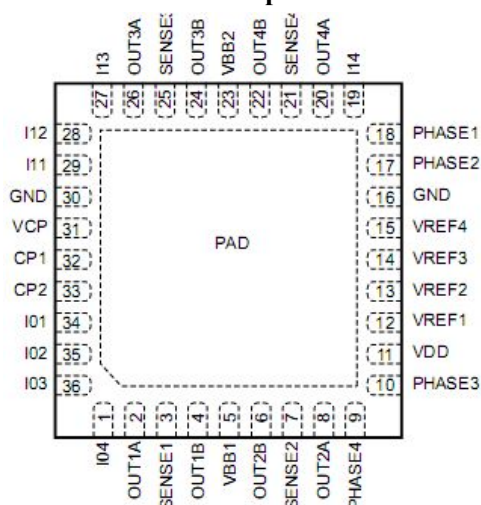 I13
OUT3A
SENSE3
OUT3B
VBB2
OUT4B
SENSE4
OUT4A
I14
27
26
25
24
23
22
21
20
19
I12 28
I11 29
GND 30
VCP 31
CP1 32
CP2 33
I01 34
I02 35
I03 36
PAD
18 PHASE1
17 PHASE2
16 GND
15 VREF4
14 VREF3
13 VREF2
12 VREF1
11 VDD
10 PHASE3
1
2
3
4
5
6
7
8
9
I04
OUT1A
SENSE1
OUT1B
VBB1
OUT2B
SENSE2
OUT2A
PHASE4